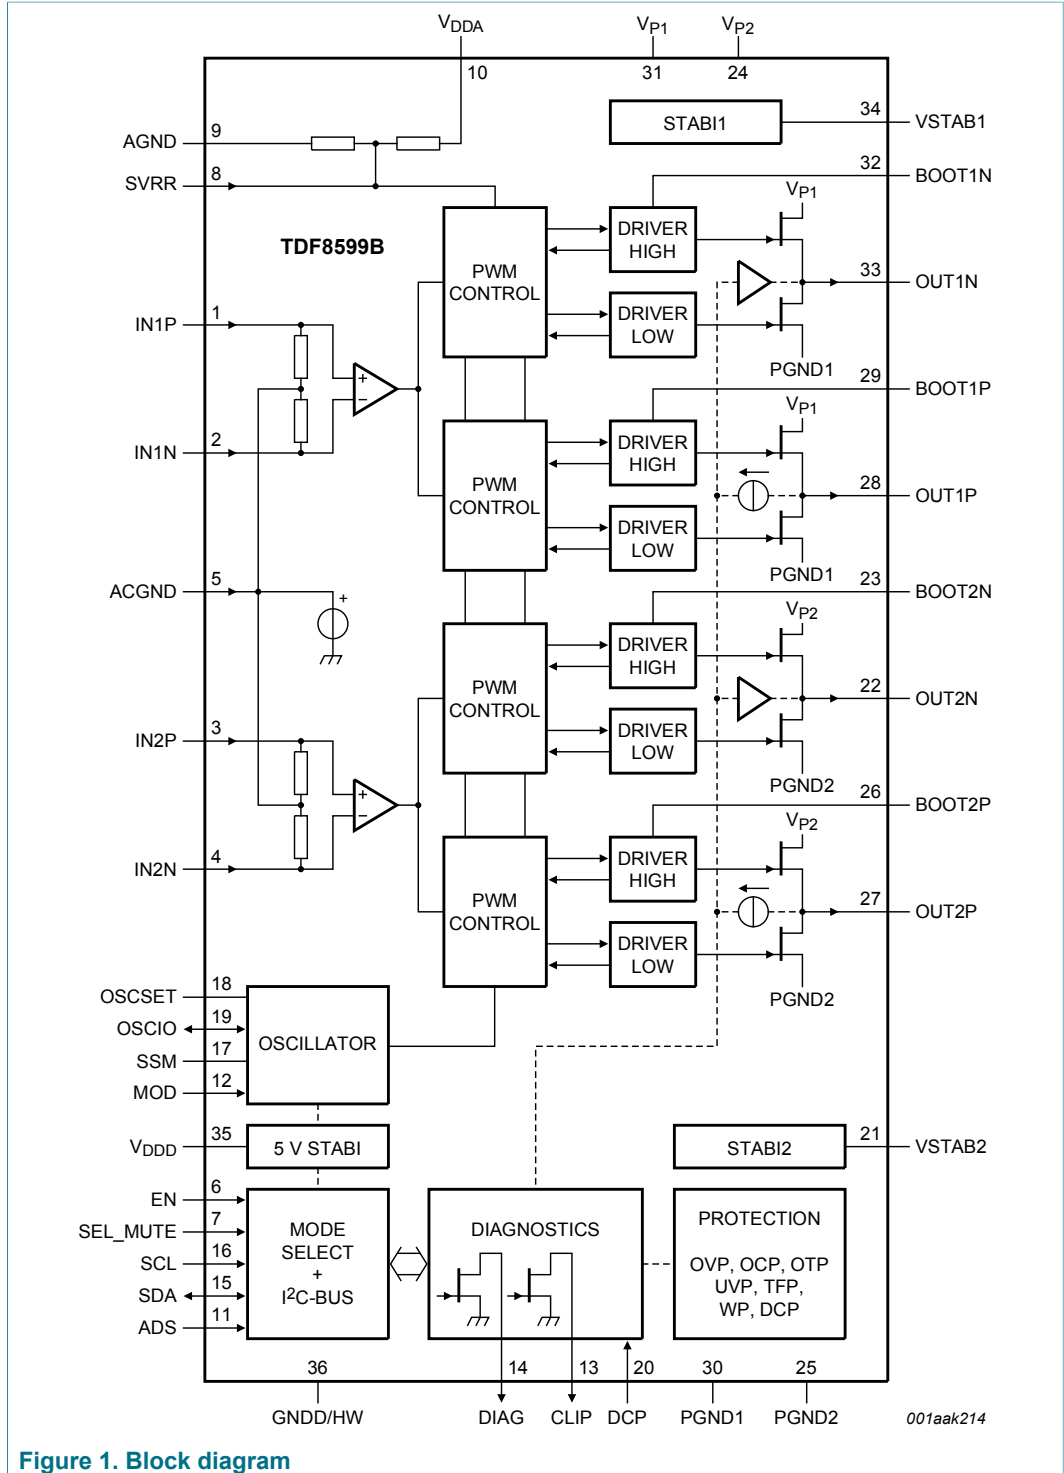 VDDA
VP1
VP2
10
31
24
AGND
9
STABI1
34
VSTAB1
SVRR
8
32
BOOT1N
TDF8599B
PWM
CONTROL
DRIVER
HIGH
VP1
33
OUT1N
IN1P
1
DRIVER
LOW
PGND1
+
−
29
BOOT1P
IN1N
2
PWM
CONTROL
DRIVER
HIGH
VP1
28
OUT1P
DRIVER
LOW
PGND1
ACGND
5
+
23
BOOT2N
PWM
CONTROL
DRIVER
HIGH
VP2
22
OUT2N
IN2P
3
DRIVER
LOW
PGND2
+
−
26
BOOT2P
IN2N
4
PWM
CONTROL
DRIVER
HIGH
VP2
27
OUT2P
DRIVER
LOW
PGND2
OSCSET
18
OSCIO
19
SSM
17
MOD
12
OSCILLATOR
VDDD
35
5 V STABI
STABI2
21
VSTAB2
EN
6
SEL_MUTE
7
SCL
16
SDA
15
ADS
11
MODE
SELECT
+
I²C-BUS
DIAGNOSTICS
PROTECTION
OVP, OCP, OTP
UVP, TFP,
WP, DCP
36
14
13
20
30
25
GNDD/HW
DIAG
CLIP
DCP
PGND1
PGND2
001aak214
Figure 1. Block diagram